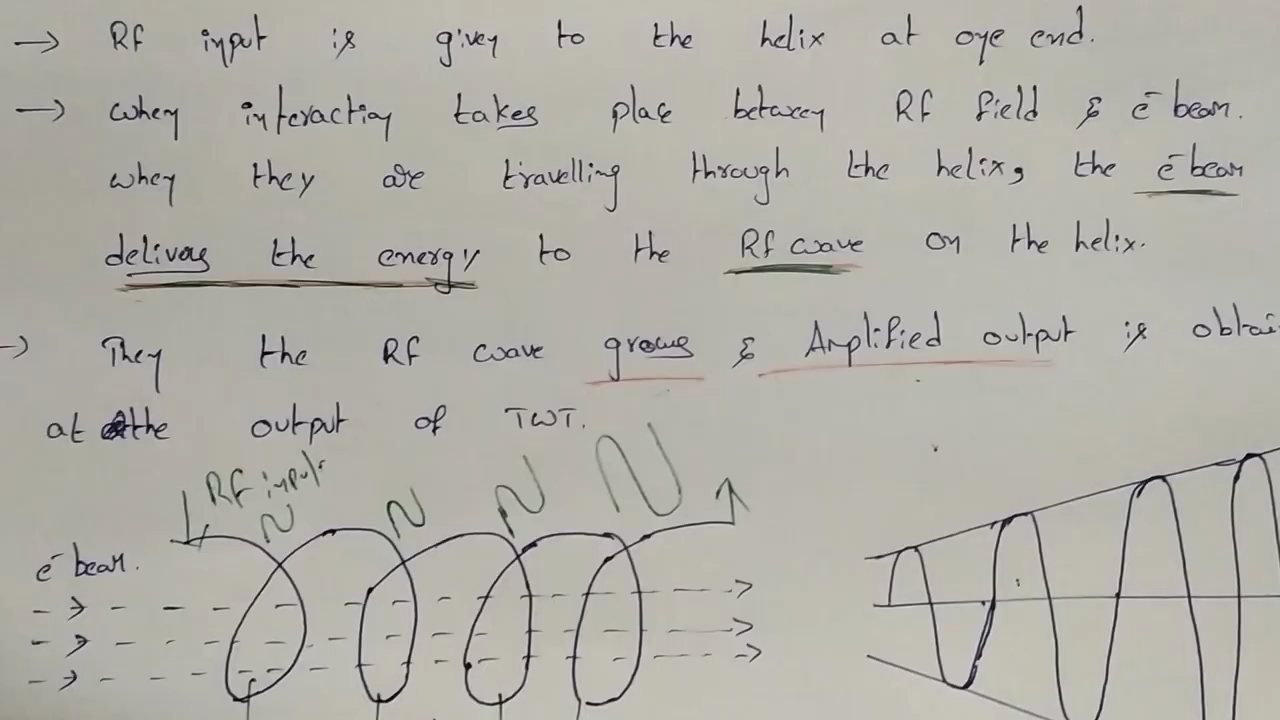 → RF input is given to the helix at one end.
→ when interaction takes place between RF field & e⁻ beam.
when they are travelling through the helix, the e⁻ beam
delivers the energy to the RF wave on the helix.
→ Then the RF wave grows & Amplified output is obtai
at the output of TWT.
RF input
e⁻ beam.